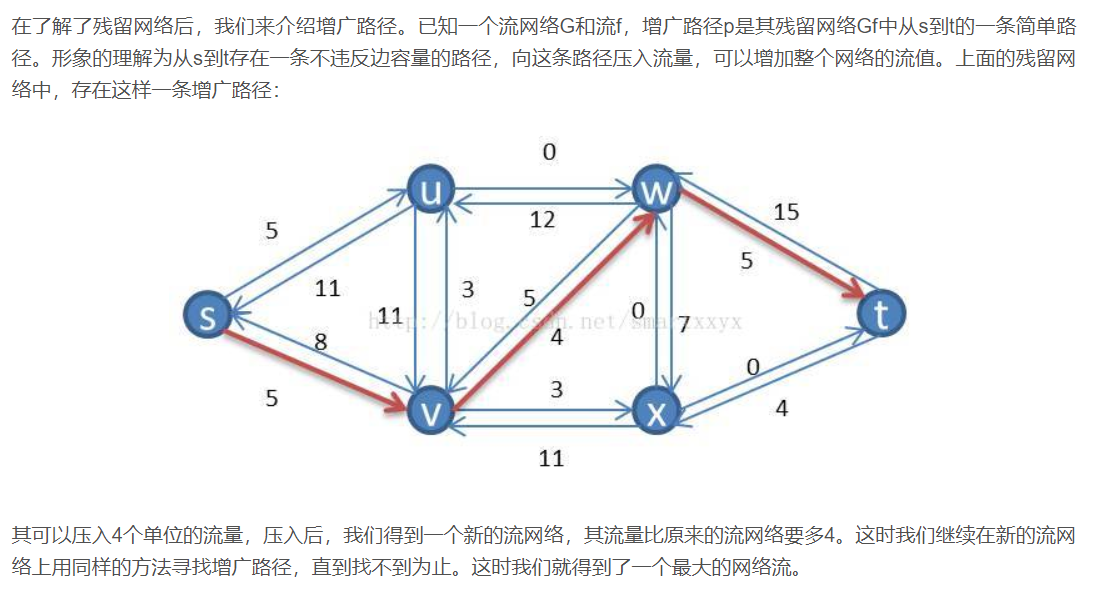 在了解了残留网络后，我们来介绍增广路径。已知一个流网络G和流f，增广路径p是其残留网络Gf中从s到t的一条简单路
径。形象的理解为从s到t存在一条不违反边容量的路径，向这条路径压入流量，可以增加整个网络的流值。上面的残留网
络中，存在这样一条增广路径：
0
u
w
12
15
5
5
11
3
5
11
0
7
http://blog.csdn.net/smartxxyx
s
t
8
4
5
3
0
v
x
4
11
其可以压入4个单位的流量，压入后，我们得到一个新的流网络，其流量比原来的流网络要多4。这时我们继续在新的流网
络上用同样的方法寻找增广路径，直到找不到为止。这时我们就得到了一个最大的网络流。